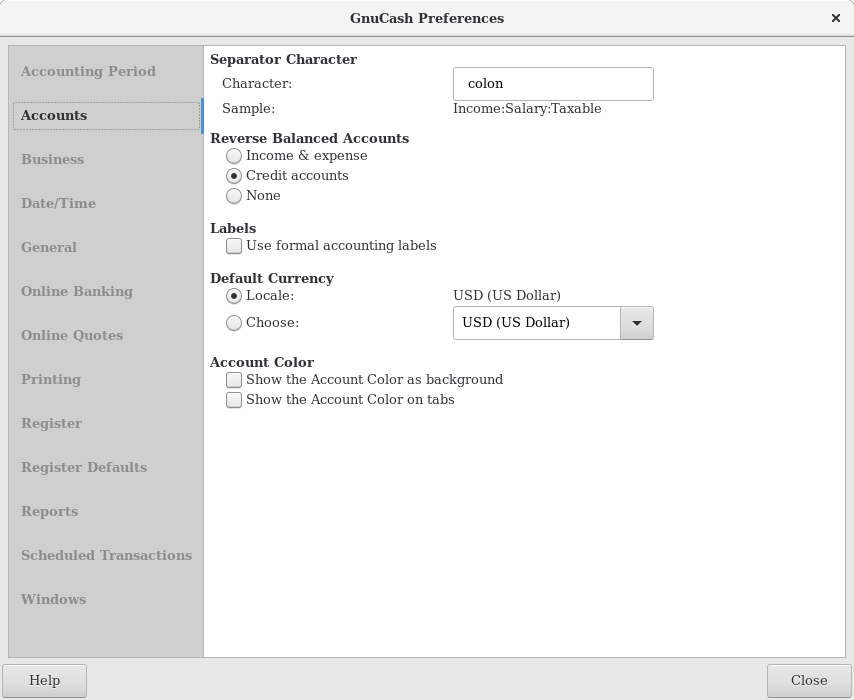 GnuCash Preferences
Accounting Period
Accounts
Business
Date/Time
General
Online Banking
Online Quotes
Printing
Register
Register Defaults
Reports
Scheduled Transactions
Windows
Separator Character
Character: colon
Sample: Income:Salary:Taxable
Reverse Balanced Accounts
Income & expense
Credit accounts
None
Labels
Use formal accounting labels
Default Currency
Locale: USD (US Dollar)
Choose: USD (US Dollar)
Account Color
Show the Account Color as background
Show the Account Color on tabs
Help Close